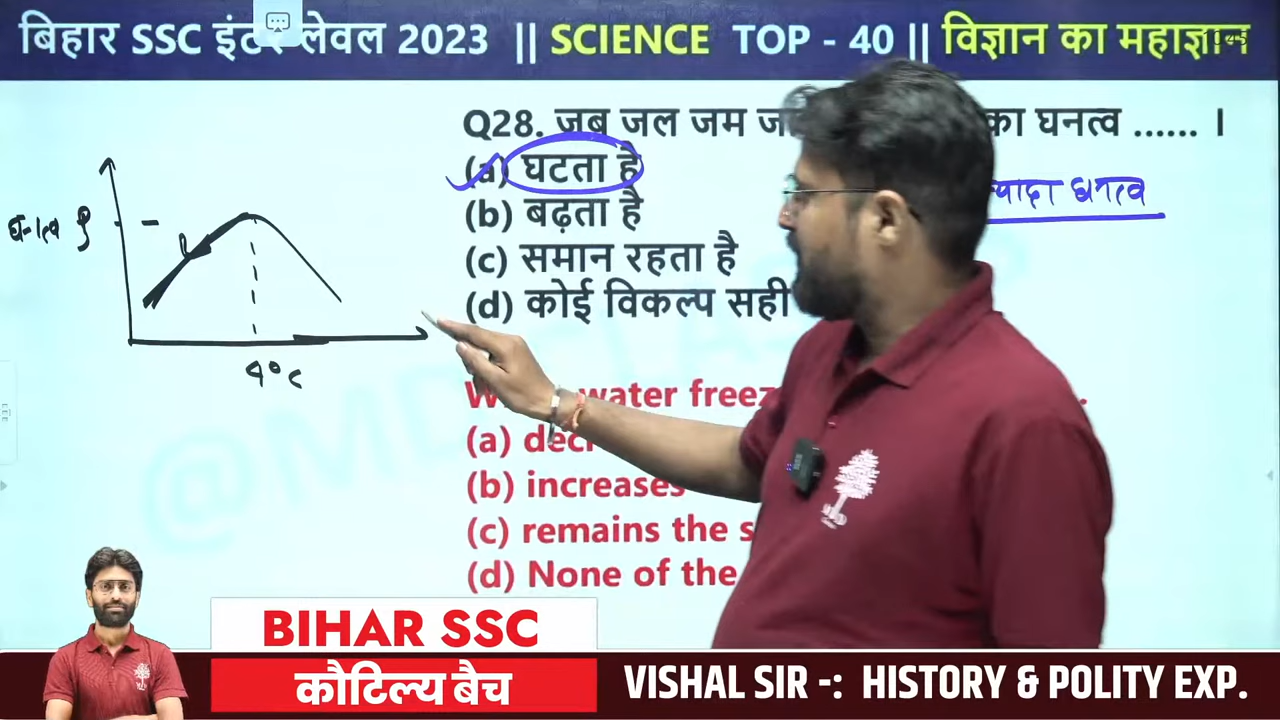 बिहार SSC इंटर लेवल 2023 || SCIENCE TOP - 40 || विज्ञान का महाज्ञान
Q28. जब जल जम का घनत्व ...... ।
(a) घटता है
(b) बढ़ता है
(c) समान रहता है
(d) कोई विकल्प सही
घनत्व
ρ
4°C
water freez
(a) dec
(b) increases
(c) remains the s
(d) None of the
BIHAR SSC
कौटिल्य बैच
VISHAL SIR -: HISTORY & POLITY EXP.